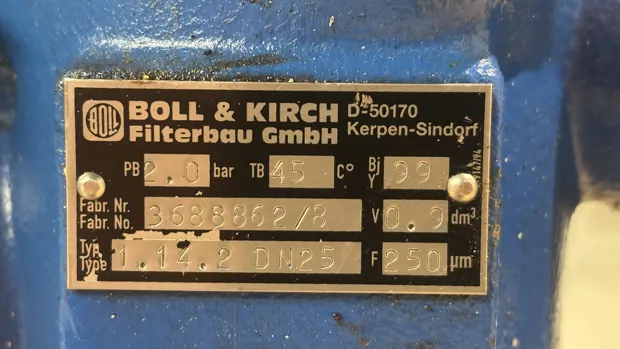 BOLL
BOLL & KIRCH
Filterbau GmbH
D-50170
Kerpen-Sindorf
PB 2.0 bar TB 45 C° Bj Y 99
Fabr. Nr.
Fabr. No. 3688862/8 V 0.9 dm³
Typ
Type 1.14.2 DN25 F 250 µm